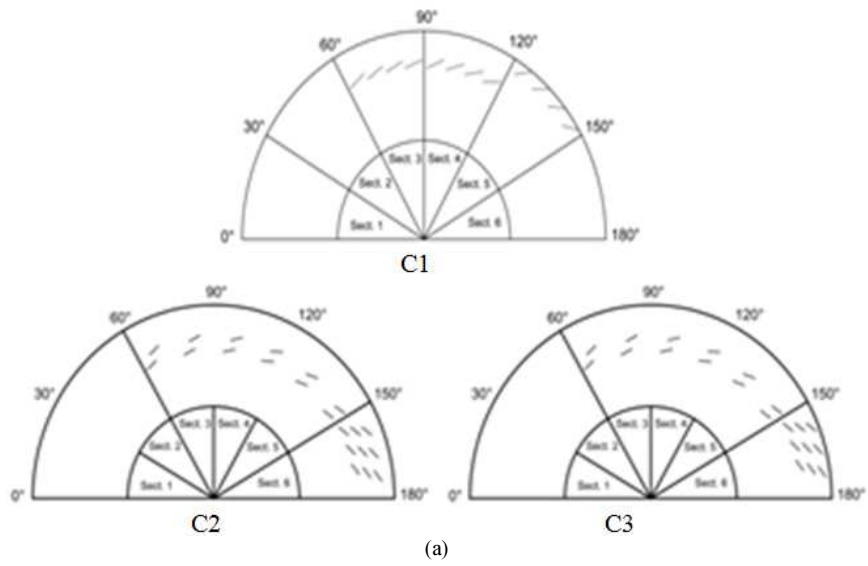 90°
60° 120°
30° 150°
Sect. 3 Sect. 4
Sect. 2 Sect. 5
Sect. 1 Sect. 6
0° 180°
C1
90°
60° 120°
30° 150°
Sect. 3 Sect. 4
Sect. 2 Sect. 5
Sect. 1 Sect. 6
0° 180°
C2
90°
60° 120°
30° 150°
Sect. 3 Sect. 4
Sect. 2 Sect. 5
Sect. 1 Sect. 6
0° 180°
C3
(a)